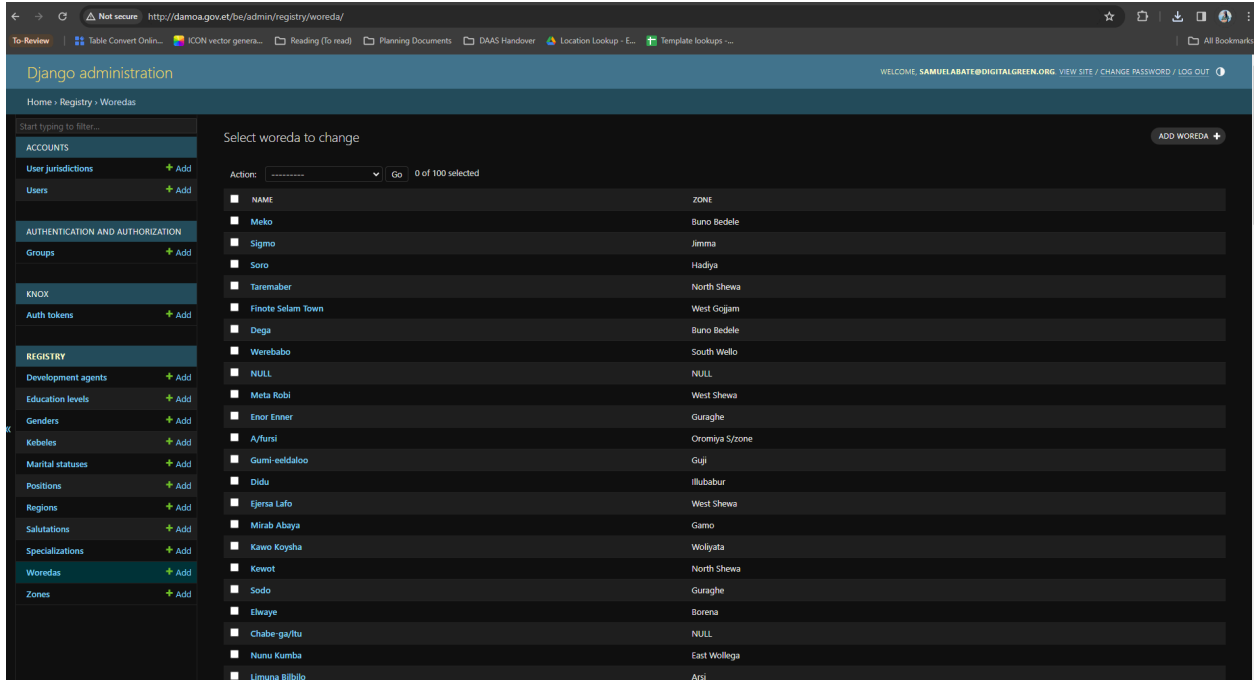 Not secure http://damoa.gov.et/be/admin/registry/woreda/
To-Review Table Convert Onlin... ICON vector genera... Reading (To read) Planning Documents DAAS Handover Location Lookup - E... Template lookups -... All Bookmarks
Django administration
WELCOME, SAMUELABATE@DIGITALGREEN.ORG. VIEW SITE / CHANGE PASSWORD / LOG OUT
Home › Registry › Woredas
Start typing to filter...
ACCOUNTS
User jurisdictions + Add
Users + Add
AUTHENTICATION AND AUTHORIZATION
Groups + Add
KNOX
Auth tokens + Add
REGISTRY
Development agents + Add
Education levels + Add
Genders + Add
Kebeles + Add
Marital statuses + Add
Positions + Add
Regions + Add
Salutations + Add
Specializations + Add
Woredas + Add
Zones + Add
«
Select woreda to change
ADD WOREDA +
Action: --------- Go 0 of 100 selected
NAME ZONE
Meko Buno Bedele
Sigmo Jimma
Soro Hadiya
Taremaber North Shewa
Finote Selam Town West Gojjam
Dega Buno Bedele
Werebabo South Wello
NULL NULL
Meta Robi West Shewa
Enor Enner Guraghe
A/fursi Oromiya S/zone
Gumi-eeldaloo Guji
Didu Illubabur
Ejersa Lafo West Shewa
Mirab Abaya Gamo
Kawo Koysha Woliyata
Kewot North Shewa
Sodo Guraghe
Elwaye Borena
Chabe-ga/ltu NULL
Nunu Kumba East Wollega
Limuna Bilbilo Arsi